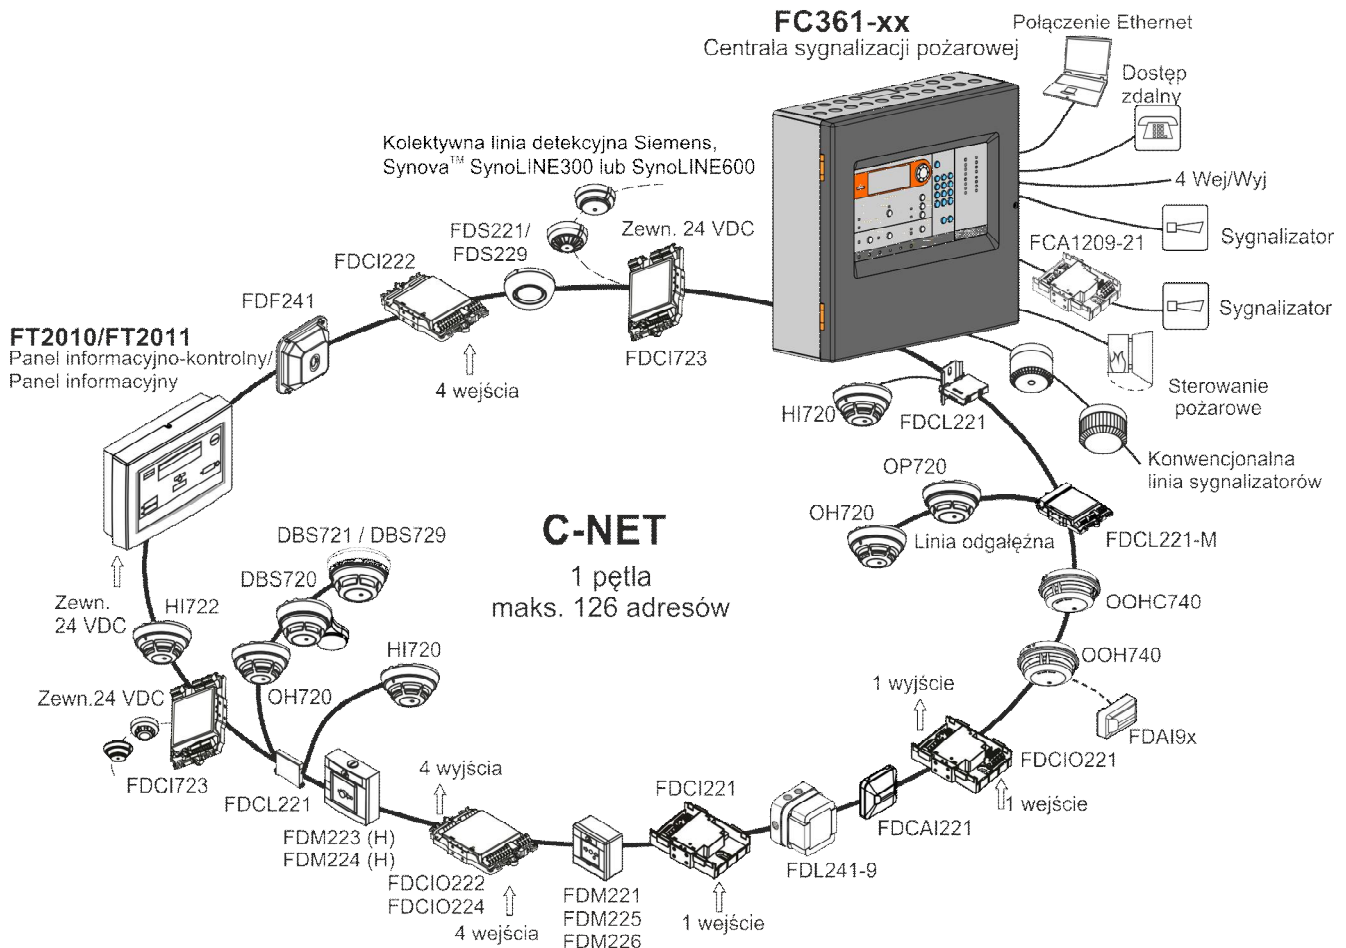 FC361-xx
Centrala sygnalizacji pożarowej
Połączenie Ethernet
Dostęp
zdalny
4 Wej/Wyj
Sygnalizator
FCA1209-21
Sygnalizator
Sterowanie
pożarowe
Konwencjonalna
linia sygnalizatorów
Kolektywna linia detekcyjna Siemens,
Synova™ SynoLINE300 lub SynoLINE600
FDS221/
FDS229
Zewn. 24 VDC
FDCI222
FDF241
FDCI723
4 wejścia
FT2010/FT2011
Panel informacyjno-kontrolny/
Panel informacyjny
HI720
FDCL221
OP720
OH720
Linia odgałęźna
FDCL221-M
C-NET
1 pętla
maks. 126 adresów
DBS721 / DBS729
DBS720
Zewn.
24 VDC
HI722
HI720
OH720
OOHC740
OOH740
FDAI9x
Zewn.24 VDC
FDCI723
FDCL221
FDM223 (H)
FDM224 (H)
4 wyjścia
FDCIO222
FDCIO224
4 wejścia
FDM221
FDM225
FDM226
FDCI221
1 wejście
FDL241-9
FDCAI221
1 wyjście
FDCIO221
1 wejście